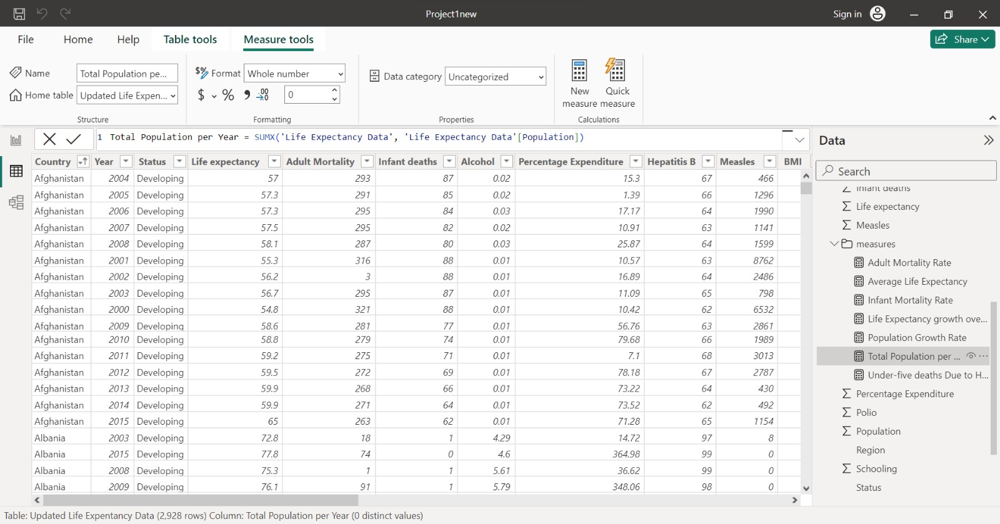 Project1new
Sign in
File Home Help Table tools Measure tools
Share
Name Total Population pe...
Home table Updated Life Expen...
Structure
$% Format Whole number
$ % , .00 →0 0
Formatting
Data category Uncategorized
Properties
New measure
Quick measure
Calculations
1 Total Population per Year = SUMX('Life Expectancy Data', 'Life Expectancy Data'[Population])
Country Year Status Life expectancy Adult Mortality Infant deaths Alcohol Percentage Expenditure Hepatitis B Measles BMI
Afghanistan 2004 Developing 57 293 87 0.02 15.3 67 466
Afghanistan 2005 Developing 57.3 291 85 0.02 1.39 66 1296
Afghanistan 2006 Developing 57.3 295 84 0.03 17.17 64 1990
Afghanistan 2007 Developing 57.5 295 82 0.02 10.91 63 1141
Afghanistan 2008 Developing 58.1 287 80 0.03 25.87 64 1599
Afghanistan 2001 Developing 55.3 316 88 0.01 10.57 63 8762
Afghanistan 2002 Developing 56.2 3 88 0.01 16.89 64 2486
Afghanistan 2003 Developing 56.7 295 87 0.01 11.09 65 798
Afghanistan 2000 Developing 54.8 321 88 0.01 10.42 62 6532
Afghanistan 2009 Developing 58.6 281 77 0.01 56.76 63 2861
Afghanistan 2010 Developing 58.8 279 74 0.01 79.68 66 1989
Afghanistan 2011 Developing 59.2 275 71 0.01 7.1 68 3013
Afghanistan 2012 Developing 59.5 272 69 0.01 78.18 67 2787
Afghanistan 2013 Developing 59.9 268 66 0.01 73.22 64 430
Afghanistan 2014 Developing 59.9 271 64 0.01 73.52 62 492
Afghanistan 2015 Developing 65 263 62 0.01 71.28 65 1154
Albania 2003 Developing 72.8 18 1 4.29 14.72 97 8
Albania 2015 Developing 77.8 74 0 4.6 364.98 99 0
Albania 2008 Developing 75.3 1 1 5.61 36.62 99 0
Albania 2009 Developing 76.1 91 1 5.79 348.06 98 0
Data
Search
Infant deaths
Life expectancy
Measles
measures
Adult Mortality Rate
Average Life Expectancy
Infant Mortality Rate
Life Expectancy growth ove...
Population Growth Rate
Total Population per ...
Under-five deaths Due to H...
Percentage Expenditure
Polio
Population
Region
Schooling
Status
Table: Updated Life Expentancy Data (2,928 rows) Column: Total Population per Year (0 distinct values)